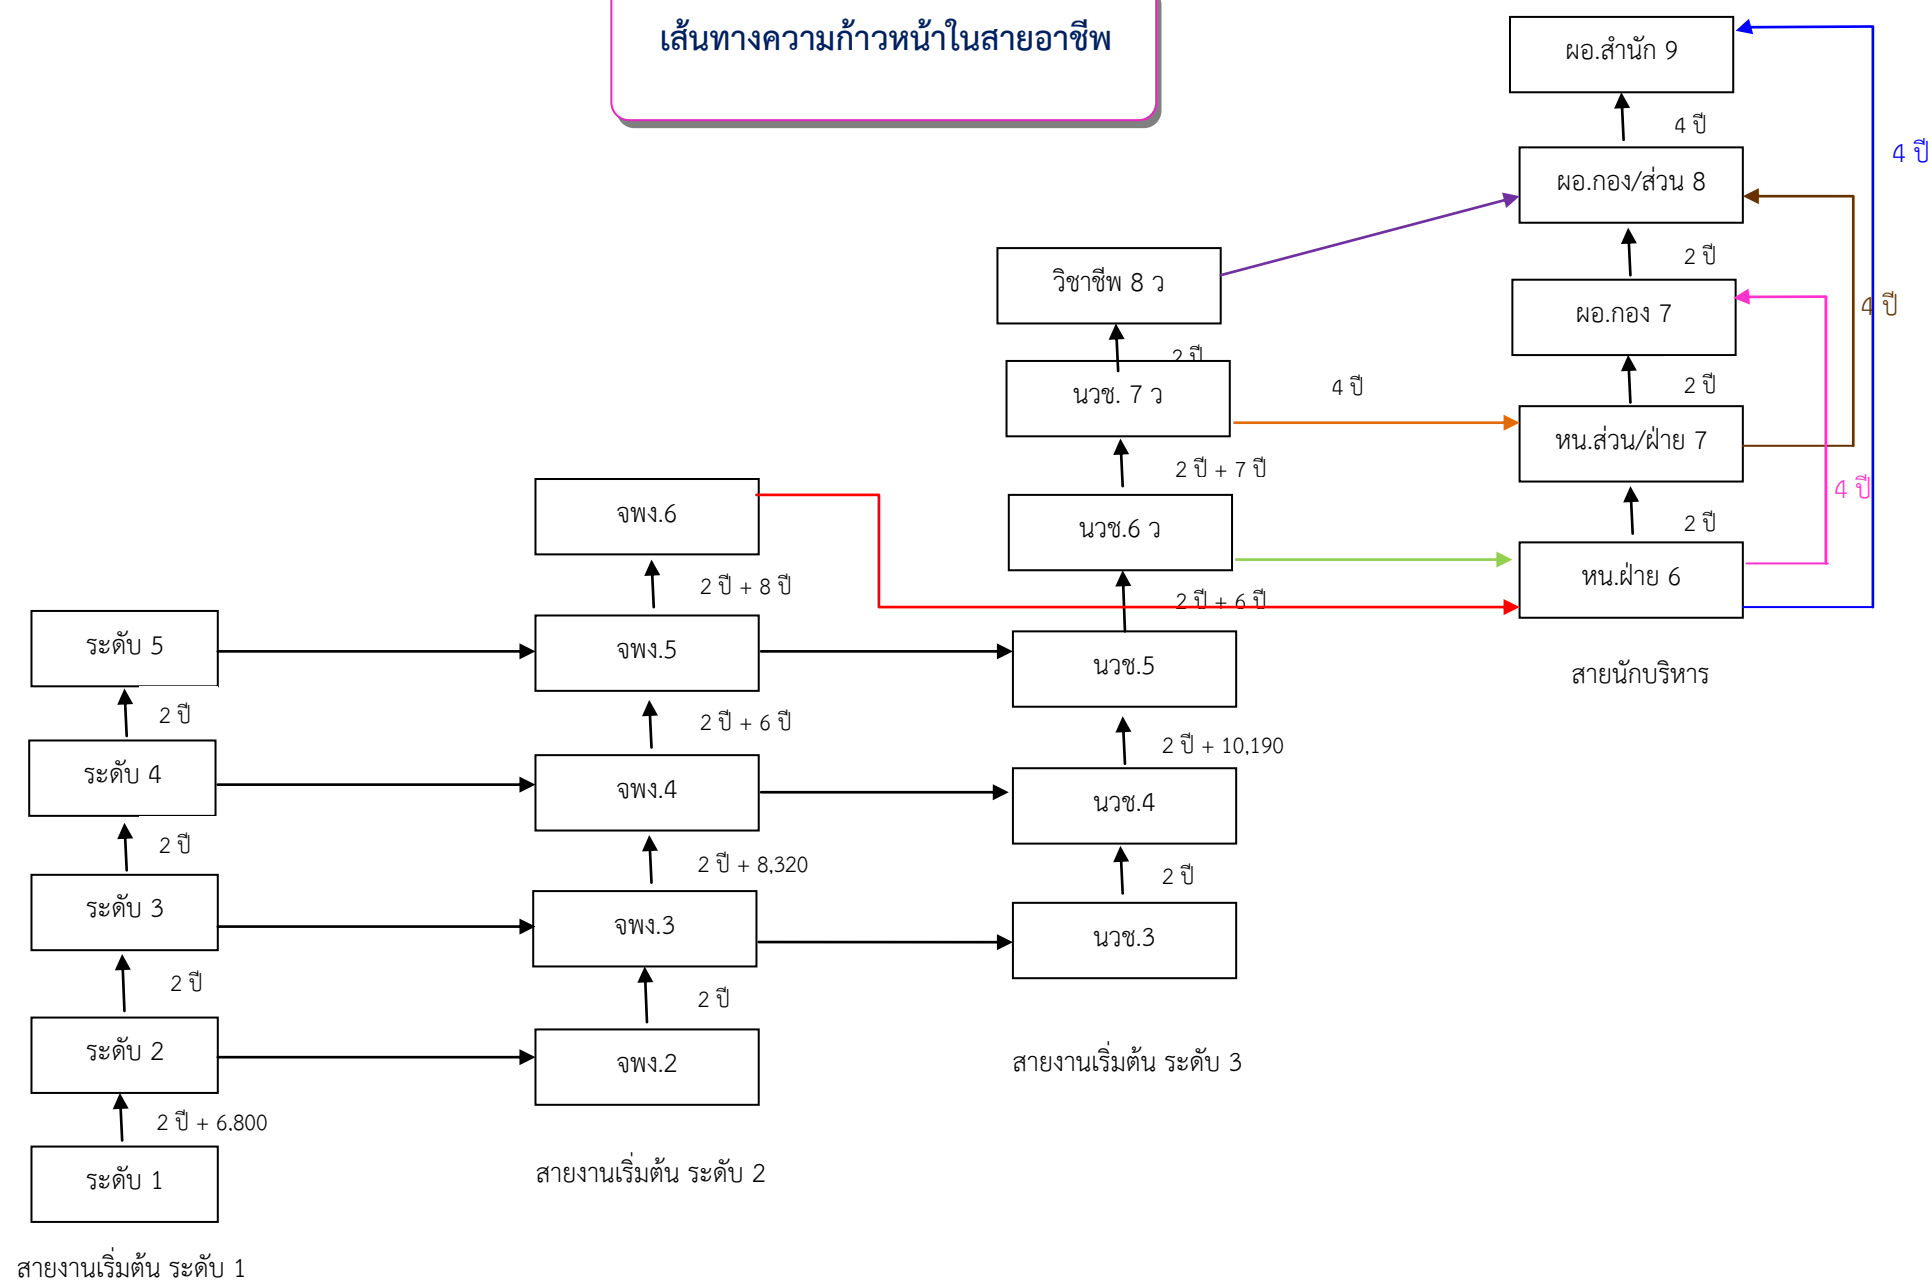 เส้นทางความก้าวหน้าในสายอาชีพ
ผอ.สำนัก 9
4 ปี
4 ปี
ผอ.กอง/ส่วน 8
2 ปี
วิชาชีพ 8 ว
ผอ.กอง 7
4 ปี
2 ปี
นวช. 7 ว
4 ปี
2 ปี
หน.ส่วน/ฝ่าย 7
2 ปี + 7 ปี
4 ปี
จพง.6
นวช.6 ว
2 ปี
หน.ฝ่าย 6
2 ปี + 8 ปี
2 ปี + 6 ปี
ระดับ 5
จพง.5
นวช.5
สายนักบริหาร
2 ปี
2 ปี + 6 ปี
2 ปี + 10,190
ระดับ 4
จพง.4
นวช.4
2 ปี
2 ปี + 8,320
2 ปี
ระดับ 3
จพง.3
นวช.3
2 ปี
2 ปี
ระดับ 2
จพง.2
สายงานเริ่มต้น ระดับ 3
2 ปี + 6.800
ระดับ 1
สายงานเริ่มต้น ระดับ 2
สายงานเริ่มต้น ระดับ 1